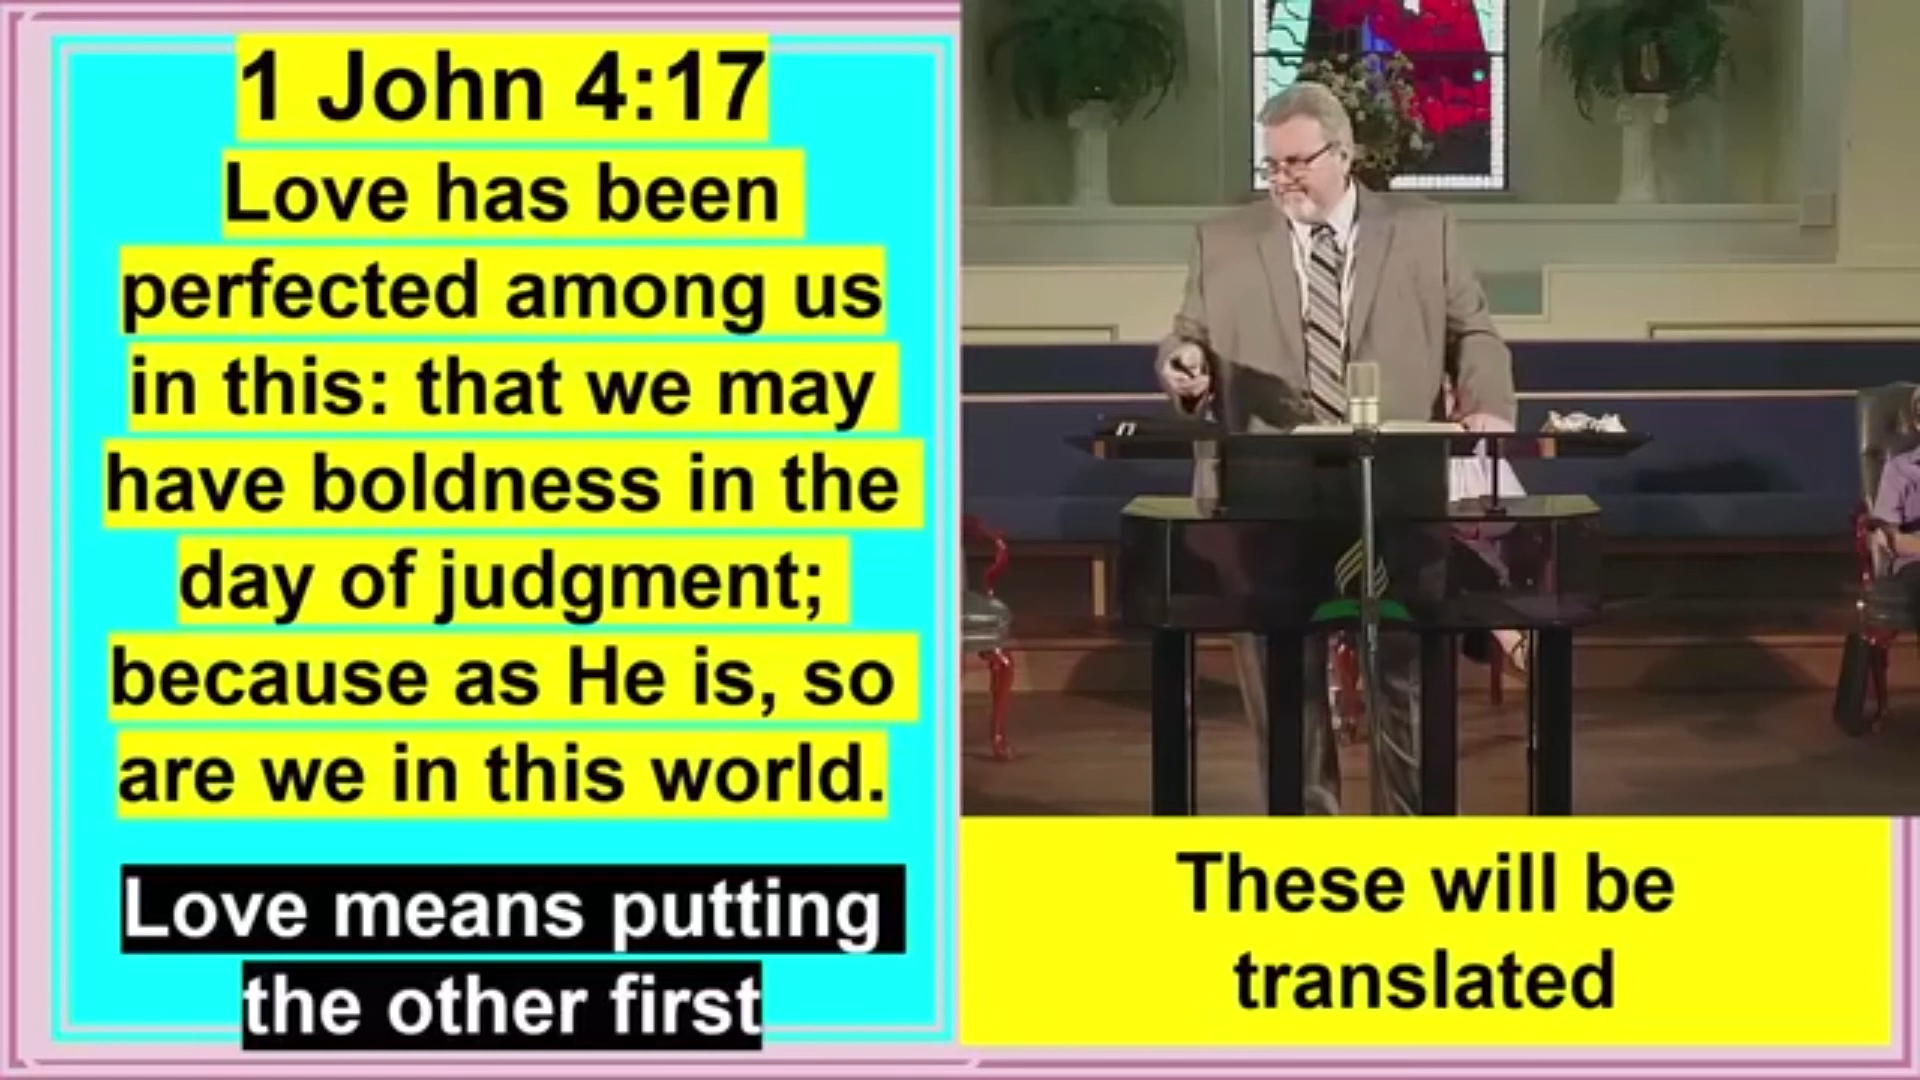 1 John 4:17
Love has been
perfected among us
in this: that we may
have boldness in the
day of judgment;
because as He is, so
are we in this world.
Love means putting
the other first
These will be
translated